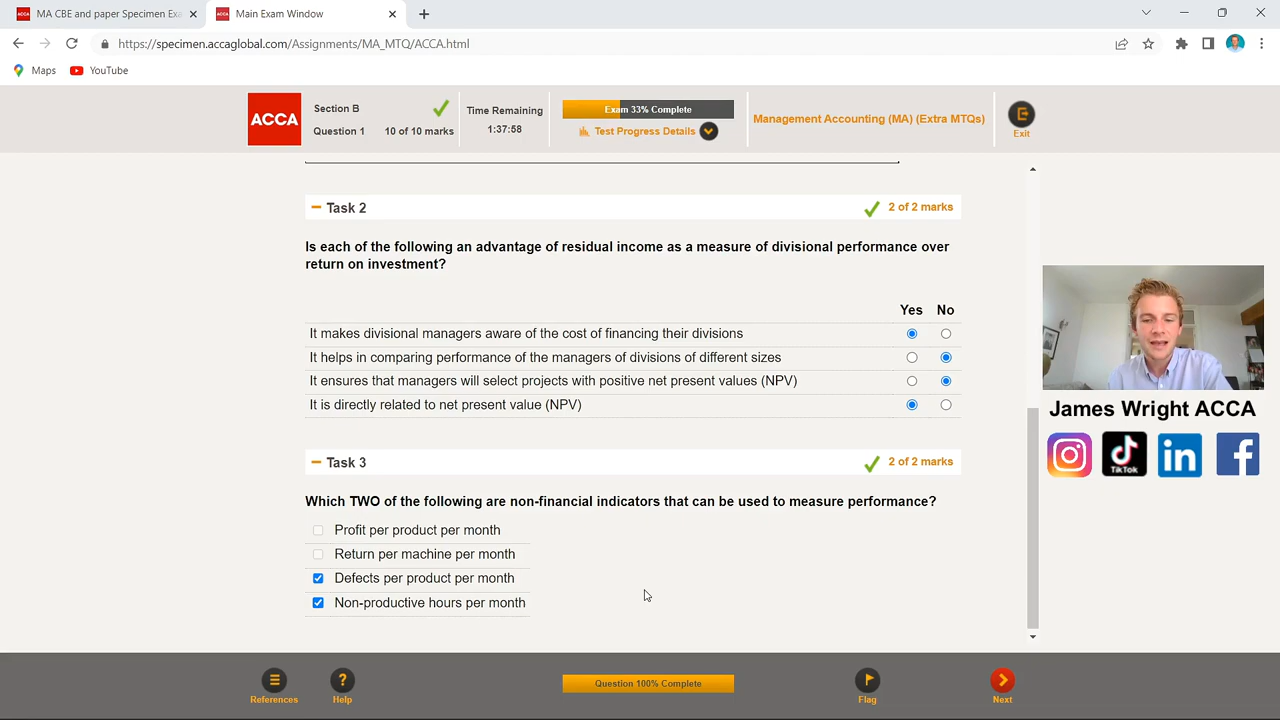 MA CBE and paper Specimen Exa
Main Exam Window
https://specimen.accaglobal.com/Assignments/MA_MTQ/ACCA.html
Maps
YouTube
ACCA
Section B
Question 1
10 of 10 marks
Time Remaining
1:37:58
Exam 33% Complete
Test Progress Details
Management Accounting (MA) (Extra MTQs)
Exit
Task 2
2 of 2 marks
Is each of the following an advantage of residual income as a measure of divisional performance over
return on investment?
Yes No
It makes divisional managers aware of the cost of financing their divisions
It helps in comparing performance of the managers of divisions of different sizes
It ensures that managers will select projects with positive net present values (NPV)
It is directly related to net present value (NPV)
James Wright ACCA
TikTok
in
f
Task 3
2 of 2 marks
Which TWO of the following are non-financial indicators that can be used to measure performance?
Profit per product per month
Return per machine per month
Defects per product per month
Non-productive hours per month
References
? Help
Question 100% Complete
Flag
Next